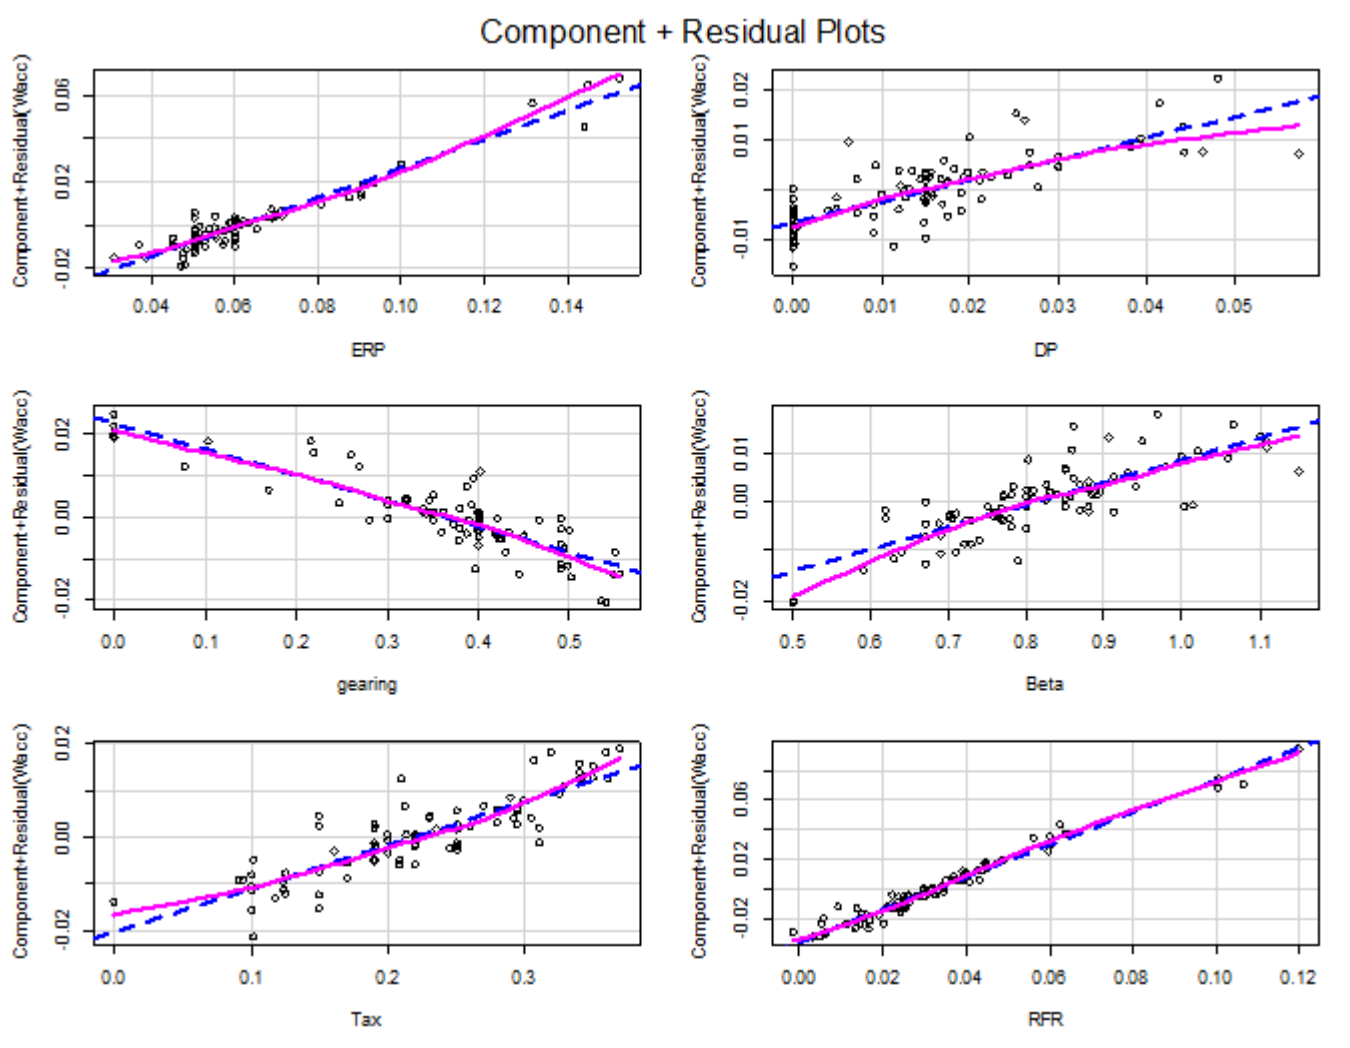 Component + Residual Plots
Component+Residual(Wacc)
0.06
0.02
-0.02
0.04 0.06 0.08 0.10 0.12 0.14
ERP
Component+Residual(Wacc)
0.02
0.01
-0.01
0.00 0.01 0.02 0.03 0.04 0.05
DP
Component+Residual(Wacc)
0.02
0.00
-0.02
0.0 0.1 0.2 0.3 0.4 0.5
gearing
Component+Residual(Wacc)
0.01
0.00
-0.02
0.5 0.6 0.7 0.8 0.9 1.0 1.1
Beta
Component+Residual(Wacc)
0.02
0.00
-0.02
0.0 0.1 0.2 0.3
Tax
Component+Residual(Wacc)
0.06
0.02
-0.02
0.00 0.02 0.04 0.06 0.08 0.10 0.12
RFR